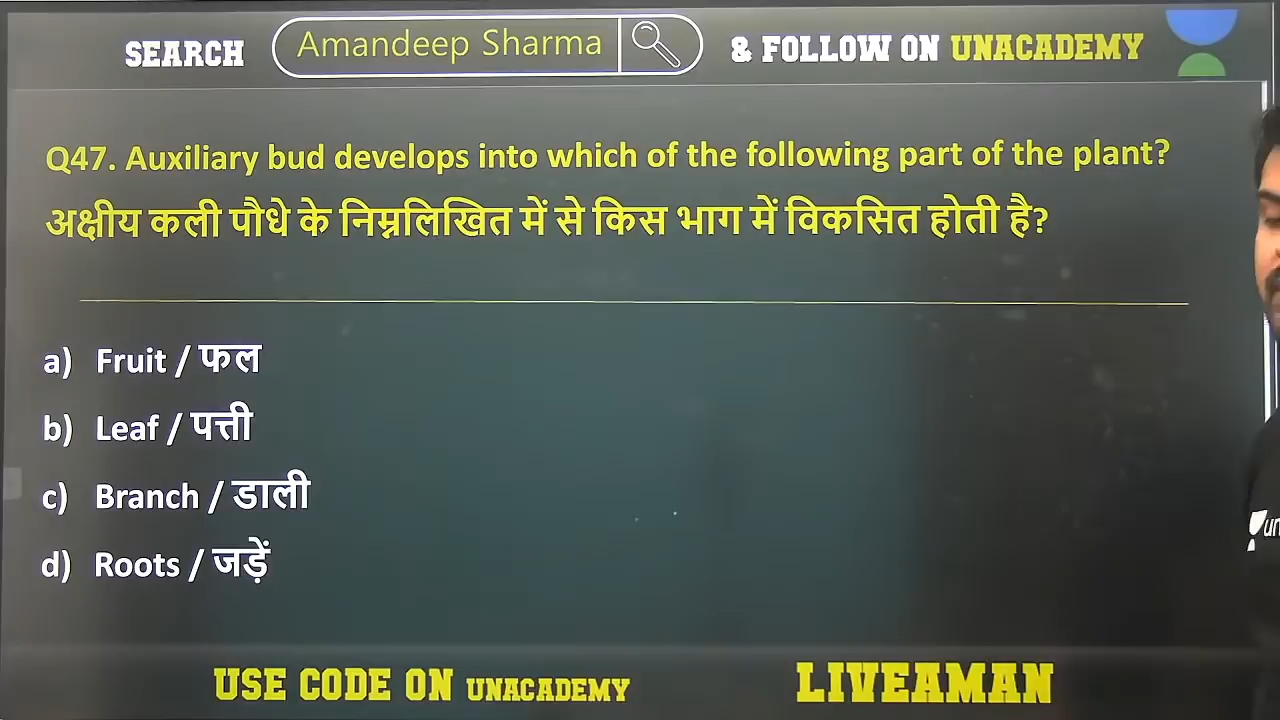 SEARCH Amandeep Sharma & FOLLOW ON UNACADEMY
Q47. Auxiliary bud develops into which of the following part of the plant?
अक्षीय कली पौधे के निम्नलिखित में से किस भाग में विकसित होती है?
a) Fruit / फल
b) Leaf / पत्ती
c) Branch / डाली
d) Roots / जड़ें
un
USE CODE ON UNACADEMY LIVEAMAN